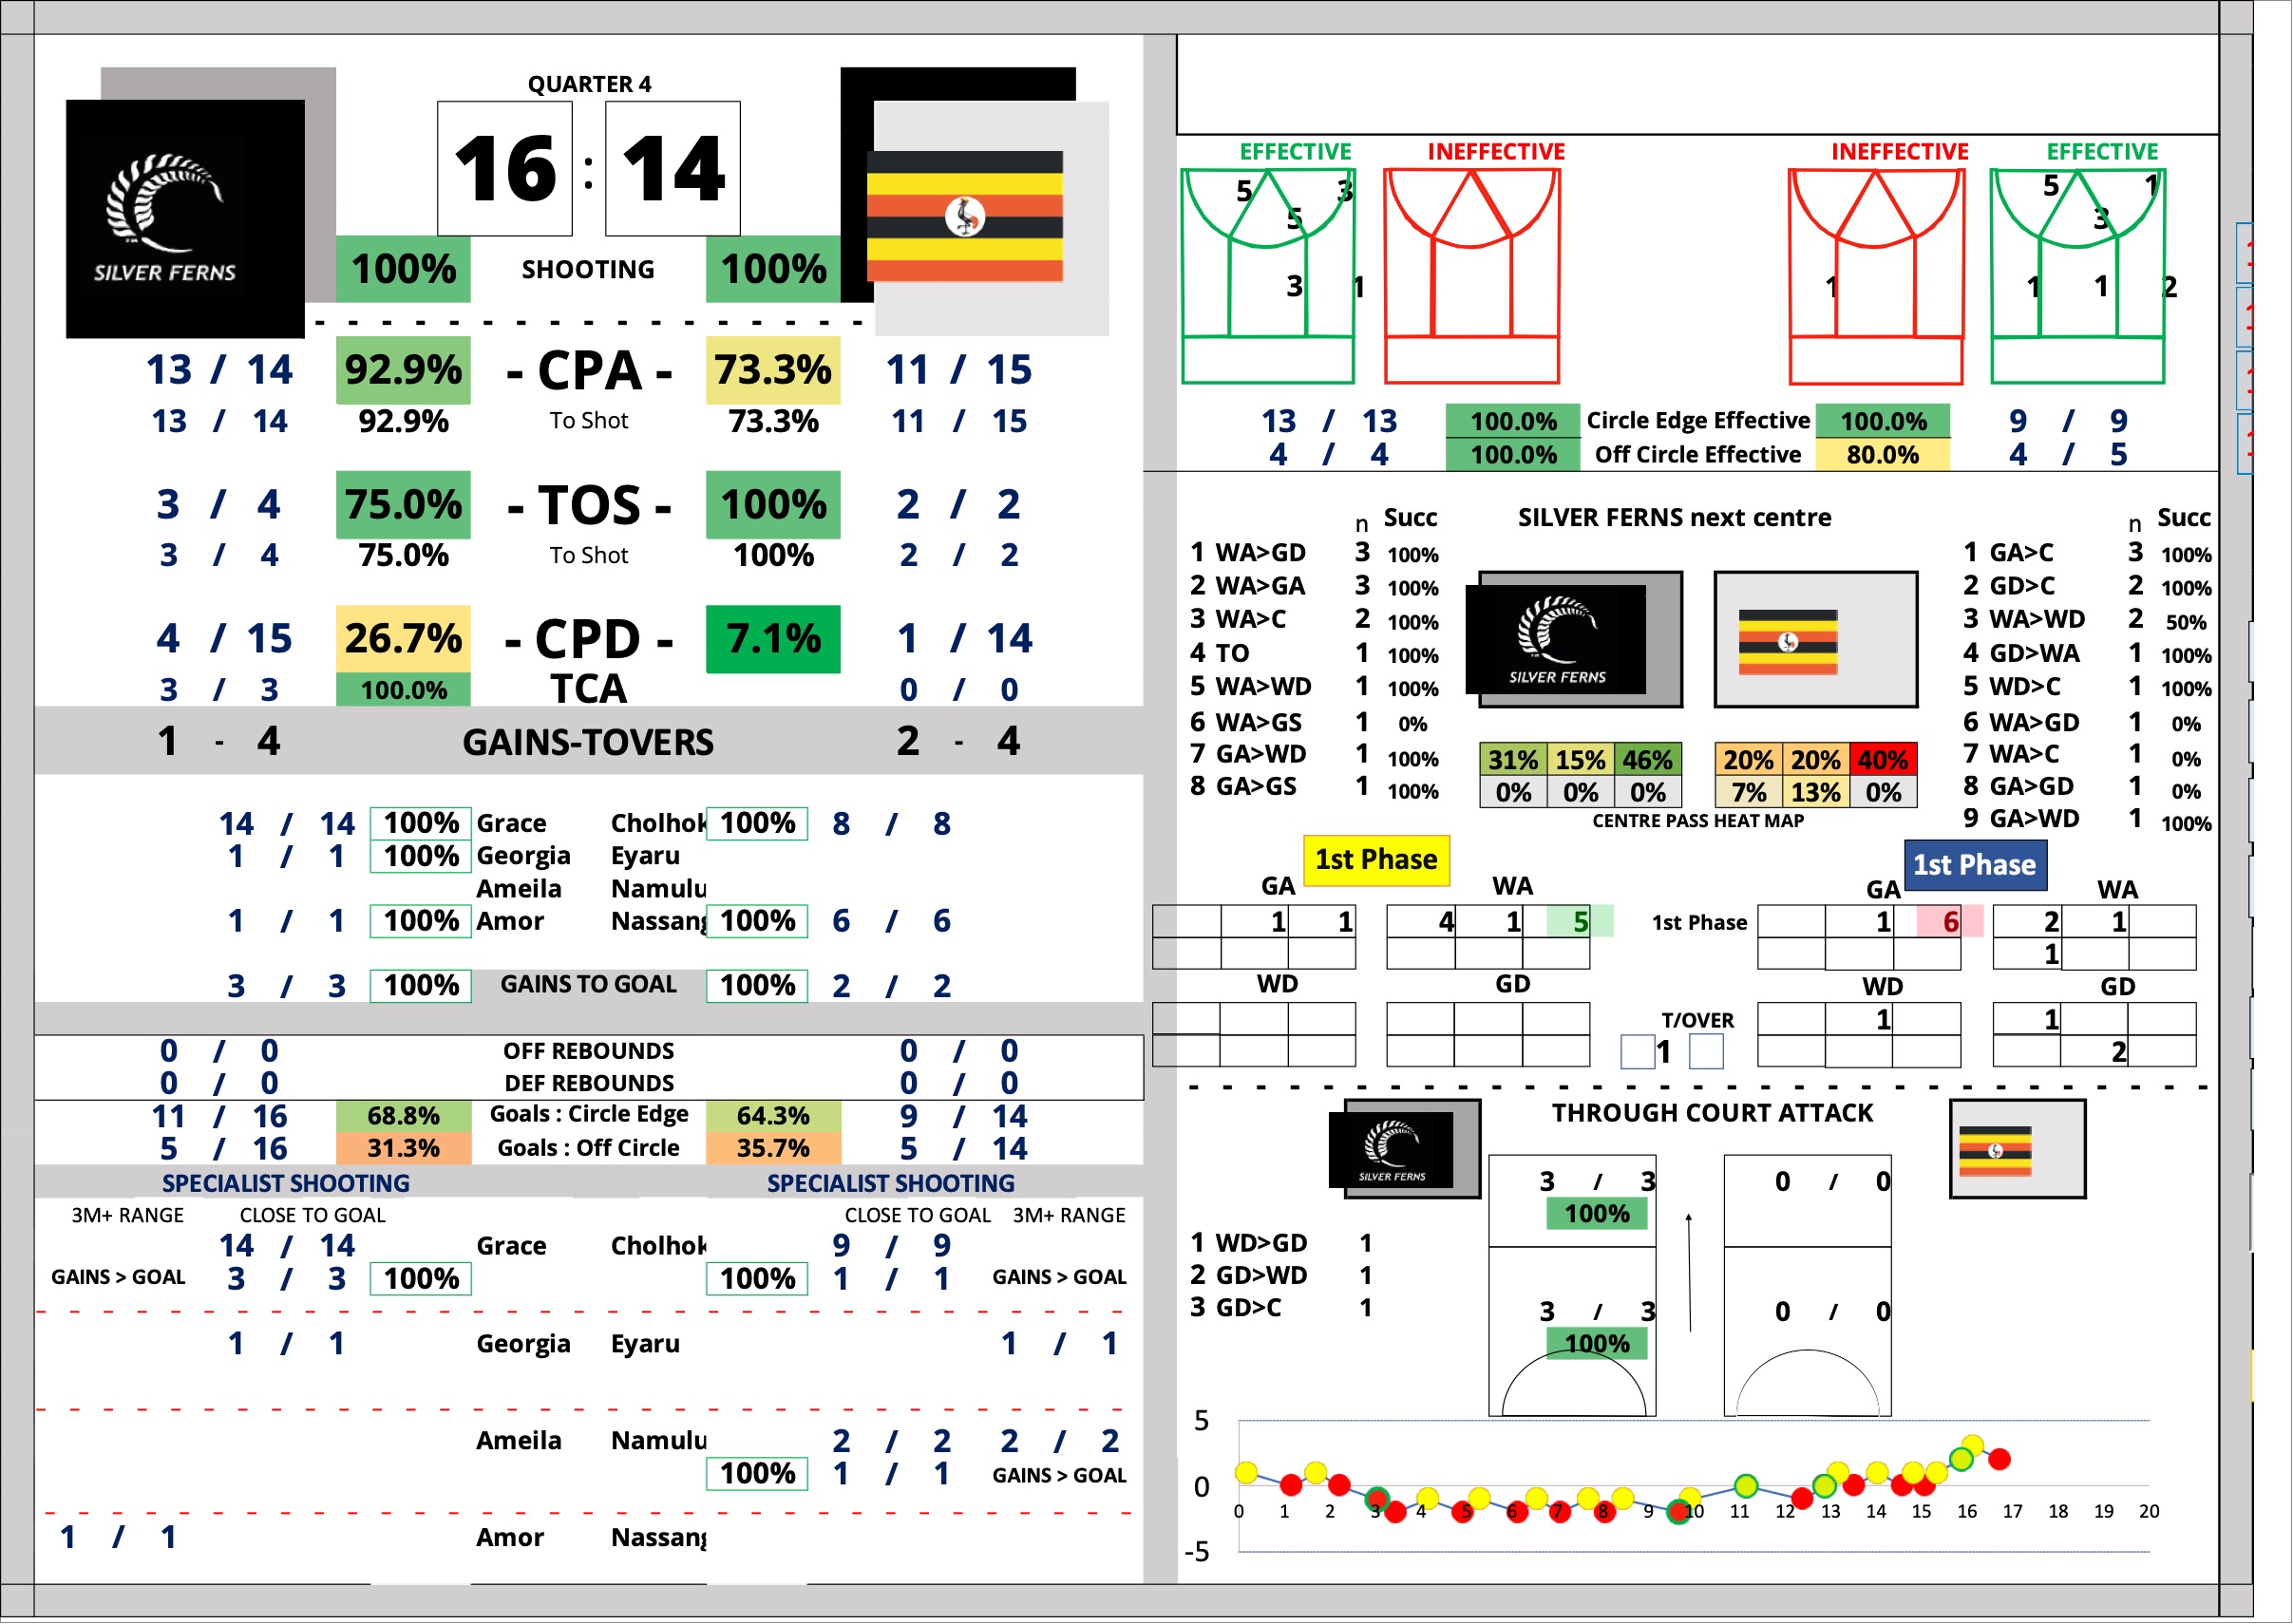 QUARTER 4
16 : 14
SILVER FERNS
100% SHOOTING 100%
13 / 14 92.9% - CPA - 73.3% 11 / 15
13 / 14 92.9% To Shot 73.3% 11 / 15
3 / 4 75.0% - TOS - 100% 2 / 2
3 / 4 75.0% To Shot 100% 2 / 2
4 / 15 26.7% - CPD - 7.1% 1 / 14
3 / 3 100.0% TCA 0 / 0
1 - 4 GAINS-TOVERS 2 - 4
14 / 14 100% Grace Cholhok 100% 8 / 8
1 / 1 100% Georgia Eyaru
Ameila Namulu
1 / 1 100% Amor Nassang 100% 6 / 6
3 / 3 100% GAINS TO GOAL 100% 2 / 2
0 / 0 OFF REBOUNDS 0 / 0
0 / 0 DEF REBOUNDS 0 / 0
11 / 16 68.8% Goals : Circle Edge 64.3% 9 / 14
5 / 16 31.3% Goals : Off Circle 35.7% 5 / 14
SPECIALIST SHOOTING SPECIALIST SHOOTING
3M+ RANGE CLOSE TO GOAL CLOSE TO GOAL 3M+ RANGE
14 / 14 Grace Cholhok 9 / 9
GAINS > GOAL 3 / 3 100% 100% 1 / 1 GAINS > GOAL
1 / 1 Georgia Eyaru 1 / 1
Ameila Namulu 2 / 2 2 / 2
100% 1 / 1 GAINS > GOAL
1 / 1 Amor Nassang
EFFECTIVE INEFFECTIVE INEFFECTIVE EFFECTIVE
5 3 5 1
5 3
3 1 1 1 1 2
13 / 13 100.0% Circle Edge Effective 100.0% 9 / 9
4 / 4 100.0% Off Circle Effective 80.0% 4 / 5
n Succ SILVER FERNS next centre n Succ
1 WA>GD 3 100% 1 GA>C 3 100%
2 WA>GA 3 100% 2 GD>C 2 100%
3 WA>C 2 100% 3 WA>WD 2 50%
4 TO 1 100% 4 GD>WA 1 100%
SILVER FERNS
5 WA>WD 1 100% 5 WD>C 1 100%
6 WA>GS 1 0% 6 WA>GD 1 0%
7 GA>WD 1 100% 31% 15% 46% 20% 20% 40% 7 WA>C 1 0%
8 GA>GS 1 100% 0% 0% 0% 7% 13% 0% 8 GA>GD 1 0%
CENTRE PASS HEAT MAP 9 GA>WD 1 100%
1st Phase 1st Phase
GA WA GA WA
1 1 4 1 5 1st Phase 1 6 2 1
1
WD GD WD GD
T/OVER 1 1
1 2
THROUGH COURT ATTACK
SILVER FERNS
3 / 3 0 / 0
100%
1 WD>GD 1
2 GD>WD 1
3 GD>C 1
3 / 3 0 / 0
100%
5
0
0 1 2 3 4 5 6 7 8 9 10 11 12 13 14 15 16 17 18 19 20
-5